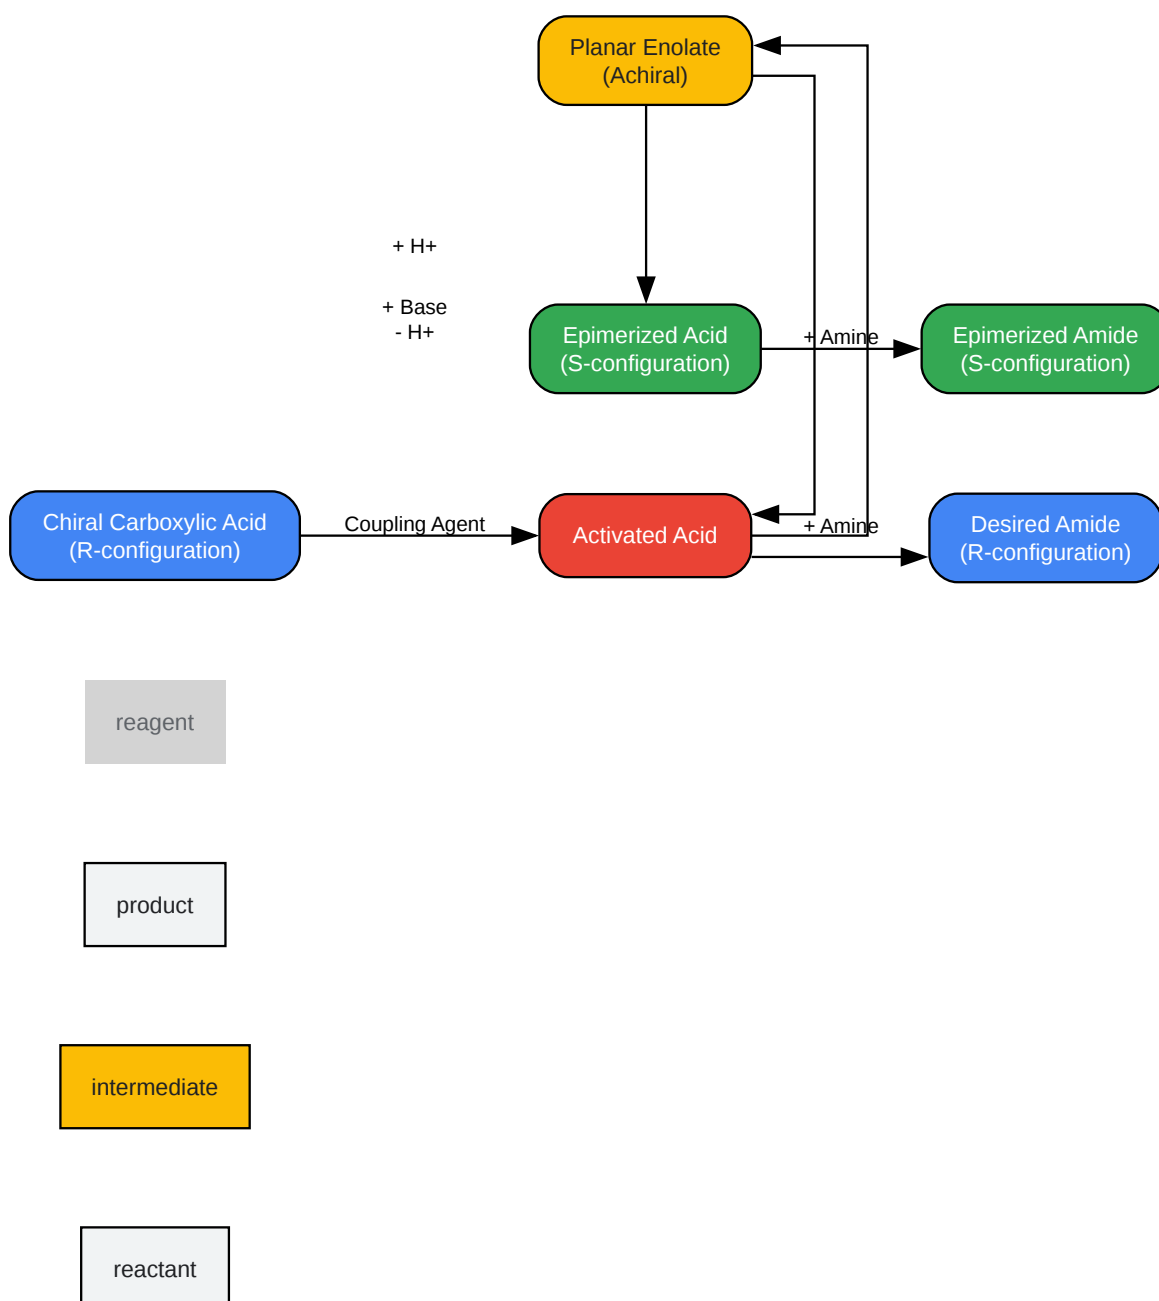 Planar Enolate
(Achiral)
+ H+
+ Base
- H+
Epimerized Acid
(S-configuration)
+ Amine
Epimerized Amide
(S-configuration)
Chiral Carboxylic Acid
(R-configuration)
Coupling Agent
Activated Acid
+ Amine
Desired Amide
(R-configuration)
reagent
product
intermediate
reactant